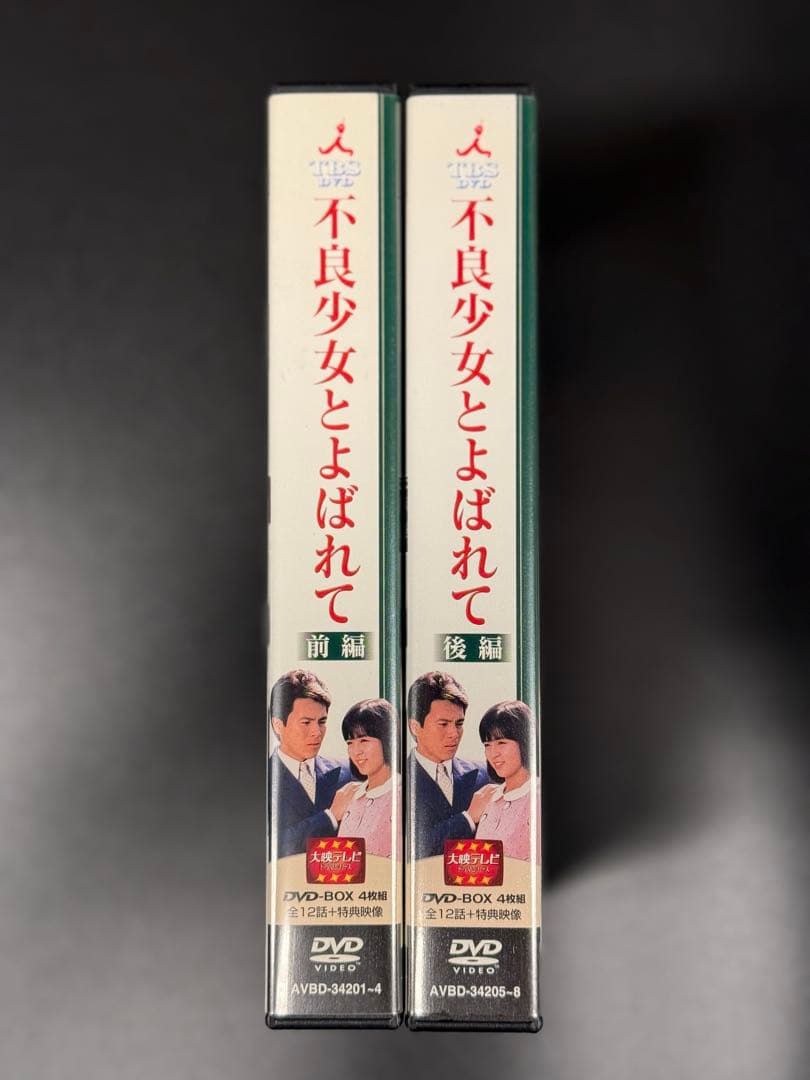 TBS
DVD
不良少女とよばれて
前編
大映テレビ
DVD-BOX 4枚組
全12話+特典映像
DVD
VIDEO
AVBD-34201~4
TBS
DVD
不良少女とよばれて
後編
大映テレビ
DVD-BOX 4枚組
全12話+特典映像
DVD
VIDEO
AVBD-34205~8